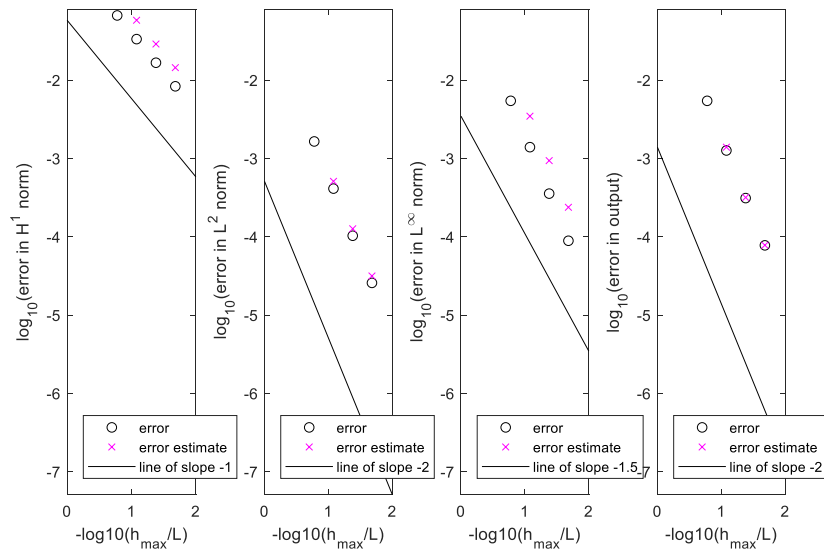 log10(error in H1 norm)
-2
-3
-4
-5
-6
-7
error
error estimate
line of slope -1
0
1
2
-log10(hmax/L)
log10(error in L2 norm)
-2
-3
-4
-5
-6
-7
error
error estimate
line of slope -2
0
1
2
-log10(hmax/L)
log10(error in L∞ norm)
-2
-3
-4
-5
-6
-7
error
error estimate
line of slope -1.5
0
1
2
-log10(hmax/L)
log10(error in output)
-2
-3
-4
-5
-6
-7
error
error estimate
line of slope -2
0
1
2
-log10(hmax/L)